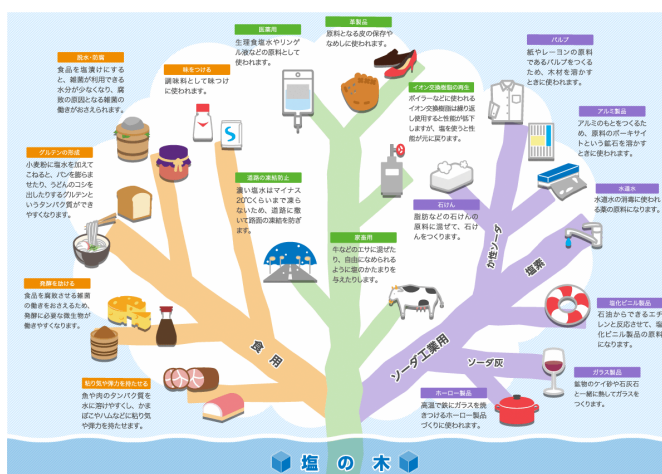 脱水・防腐
食品を塩漬けにすると、雑菌が利用できる
水分が少なくなり、腐
敗の原因となる雑菌の
働きがおさえられます。
味をつける
調味料として味つけ
に使われます。
医薬用
生理食塩水やリンゲ
ル液などの原料として
使われます。
革製品
原料となる皮の保存や
なめしに使われます。
イオン交換樹脂の再生
ボイラーなどに使われる
イオン交換樹脂は繰り返
し使用すると性能が低下
しますが、塩を使うと性
能が元に戻ります。
パルプ
紙やレーヨンの原料
であるパルプをつくる
ため、木材を溶かす
ときに使われます。
アルミ製品
アルミのもとをつくるた
め、原料のボーキサイ
トという鉱石を溶かす
ときに使われます。
グルテンの形成
小麦粉に塩水を加えて
こねると、パンを膨らま
せたり、うどんのコシを
出したりするグルテンと
いうタンパク質ができ
やすくなります。
道路の凍結防止
濃い塩水はマイナス
20℃くらいまで凍らな
いため、道路に撒
いて路面の凍結を防ぎ
ます。
石けん
脂肪などの石けんの
原料に混ぜて、石け
んをつくります。
水道水
水道水の消毒に使われ
る薬の原料になります。
家畜用
牛などのエサに混ぜた
り、自由になめられる
ように塩のかたまりを
与えたりします。
か性ソーダ
塩素
発酵を助ける
食品を腐敗させる雑菌
の働きをおさえるため、
発酵に必要な微生物が
働きやすくなります。
塩化ビニル製品
石油からできるエチ
レンと反応させて、塩
化ビニル製品の原料
になります。
食用
ソーダ工業用
ソーダ灰
粘り気や弾力を持たせる
魚や肉のタンパク質を
水に溶けやすくし、かま
ぼこやハムなどに粘り気
や弾力を持たせます。
ホーロー製品
高温で鉄にガラスを焼
きつけるホーロー製品
づくりに使われます。
ガラス製品
鉱物のケイ砂や石灰石
と一緒に熱してガラスを
つくります。
塩の木